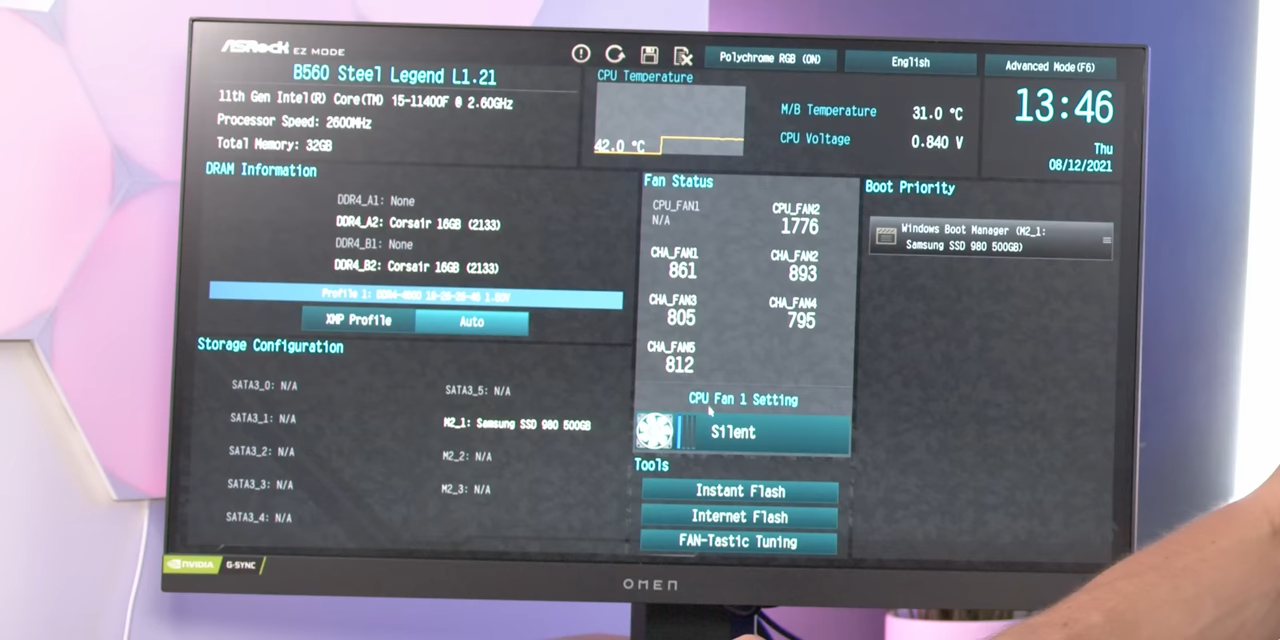 ASRock EZ MODE
Polychrome RGB (ON)
English
Advanced Mode(F6)
B560 Steel Legend L1.21
11th Gen Intel(R) Core(TM) i5-11400F @ 2.60GHz
Processor Speed: 2600MHz
Total Memory: 32GB
CPU Temperature
42.0 °C
M/B Temperature 31.0 °C
CPU Voltage 0.840 V
13:46
Thu
08/12/2021
DRAM Information
DDR4_A1: None
DDR4_A2: Corsair 16GB (2133)
DDR4_B1: None
DDR4_B2: Corsair 16GB (2133)
Profile 1:
XMP Profile Auto
Storage Configuration
SATA3_0: N/A
SATA3_1: N/A
SATA3_2: N/A
SATA3_3: N/A
SATA3_4: N/A
SATA3_5: N/A
M2_1: Samsung SSD 980 500GB
M2_2: N/A
M2_3: N/A
Fan Status
CPU_FAN1
N/A
CPU_FAN2
1776
CHA_FAN1
861
CHA_FAN2
893
CHA_FAN3
805
CHA_FAN4
795
CHA_FAN5
812
CPU Fan 1 Setting
Silent
Tools
Instant Flash
Internet Flash
FAN-Tastic Tuning
Boot Priority
Windows Boot Manager (M2_1:
Samsung SSD 980 500GB)
NVIDIA G-SYNC
OMEN